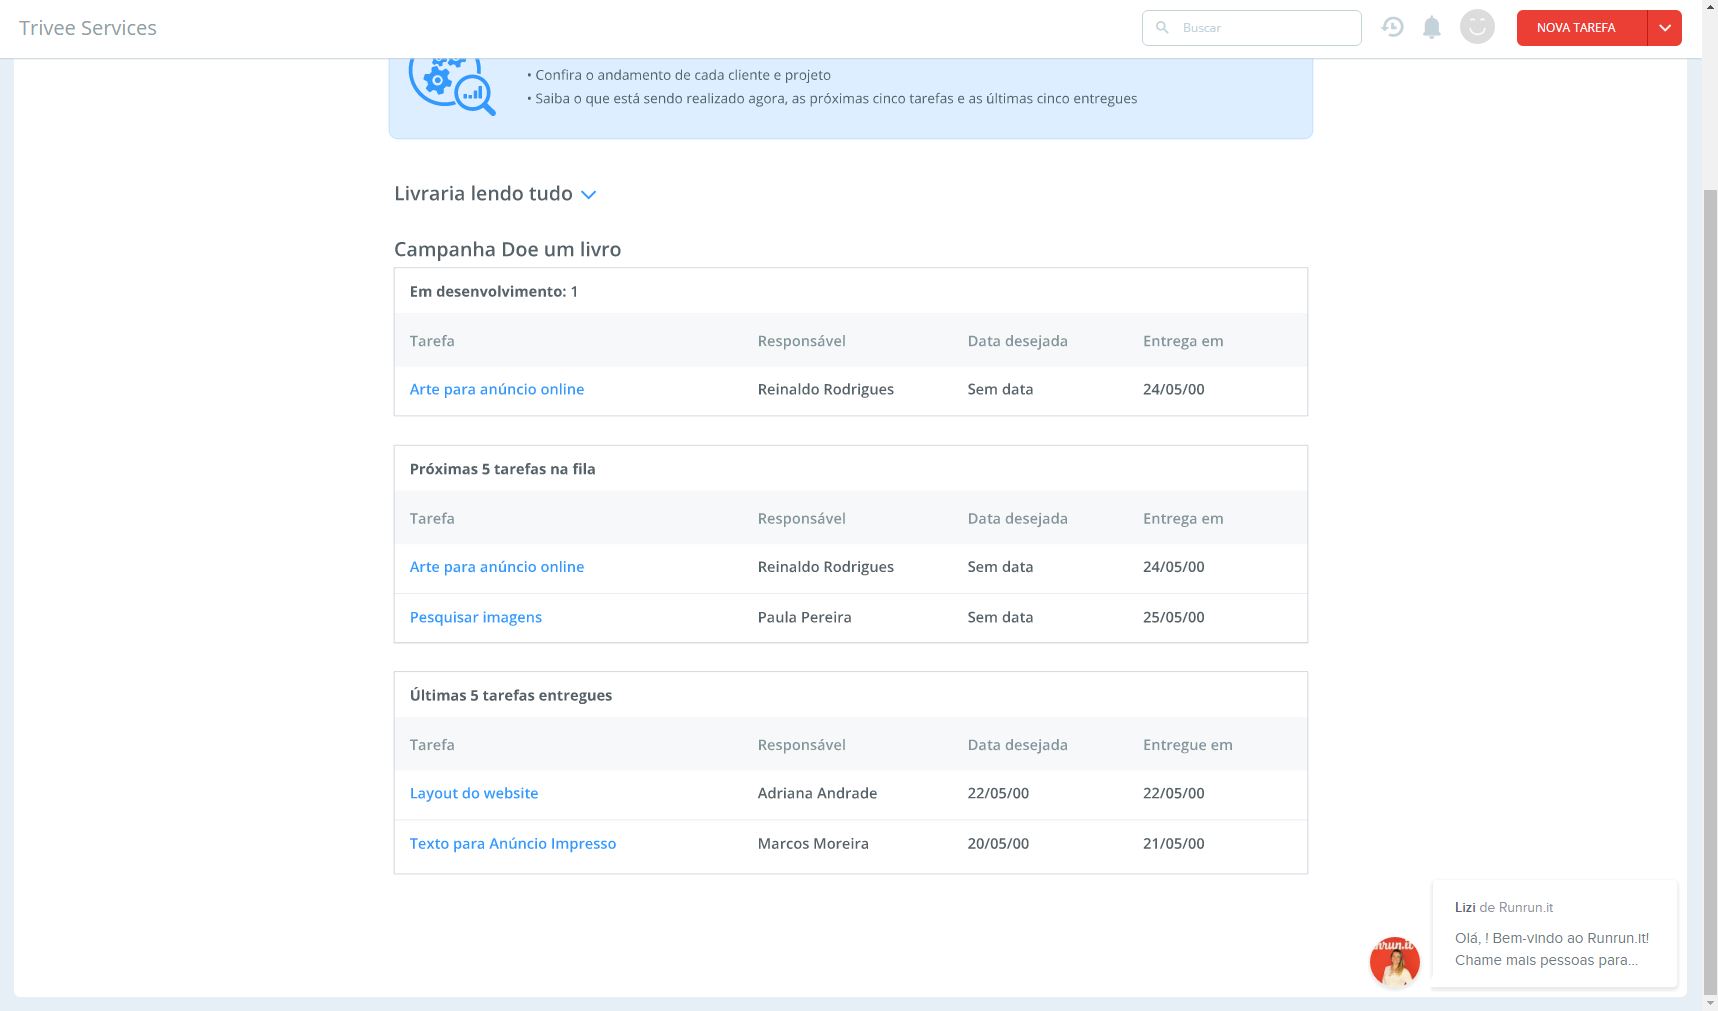 Trivee Services
Buscar
NOVA TAREFA
• Confira o andamento de cada cliente e projeto
• Saiba o que está sendo realizado agora, as próximas cinco tarefas e as últimas cinco entregues
Livraria lendo tudo
Campanha Doe um livro
Em desenvolvimento: 1
Tarefa Responsável Data desejada Entrega em
Arte para anúncio online Reinaldo Rodrigues Sem data 24/05/00
Próximas 5 tarefas na fila
Tarefa Responsável Data desejada Entrega em
Arte para anúncio online Reinaldo Rodrigues Sem data 24/05/00
Pesquisar imagens Paula Pereira Sem data 25/05/00
Últimas 5 tarefas entregues
Tarefa Responsável Data desejada Entregue em
Layout do website Adriana Andrade 22/05/00 22/05/00
Texto para Anúncio Impresso Marcos Moreira 20/05/00 21/05/00
Lizi de Runrun.it
Olá, ! Bem-vindo ao Runrun.it!
Chame mais pessoas para...